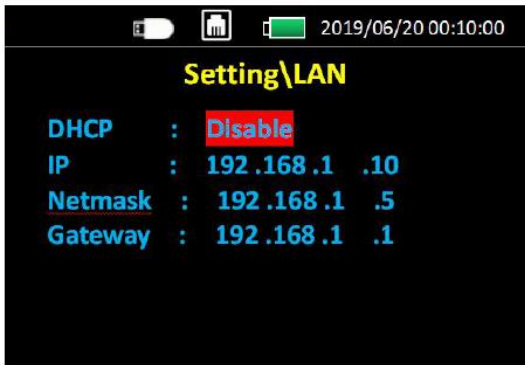 2019/06/20 00:10:00
Setting\LAN
DHCP : Disable
IP : 192 .168 .1 .10
Netmask : 192 .168 .1 .5
Gateway : 192 .168 .1 .1